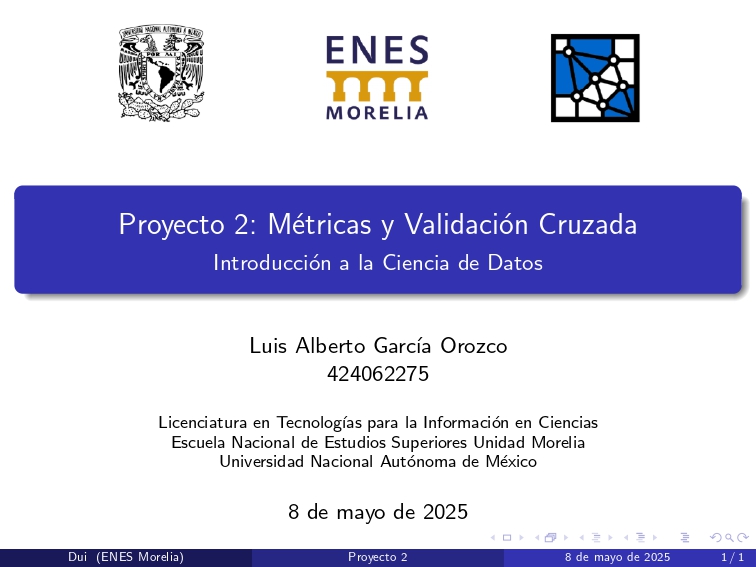 POR MI
ENES
MORELIA
Proyecto 2: Métricas y Validación Cruzada
Introducción a la Ciencia de Datos
Luis Alberto García Orozco
424062275
Licenciatura en Tecnologías para la Información en Ciencias
Escuela Nacional de Estudios Superiores Unidad Morelia
Universidad Nacional Autónoma de México
8 de mayo de 2025
Dui (ENES Morelia)
Proyecto 2
8 de mayo de 2025
1 / 1